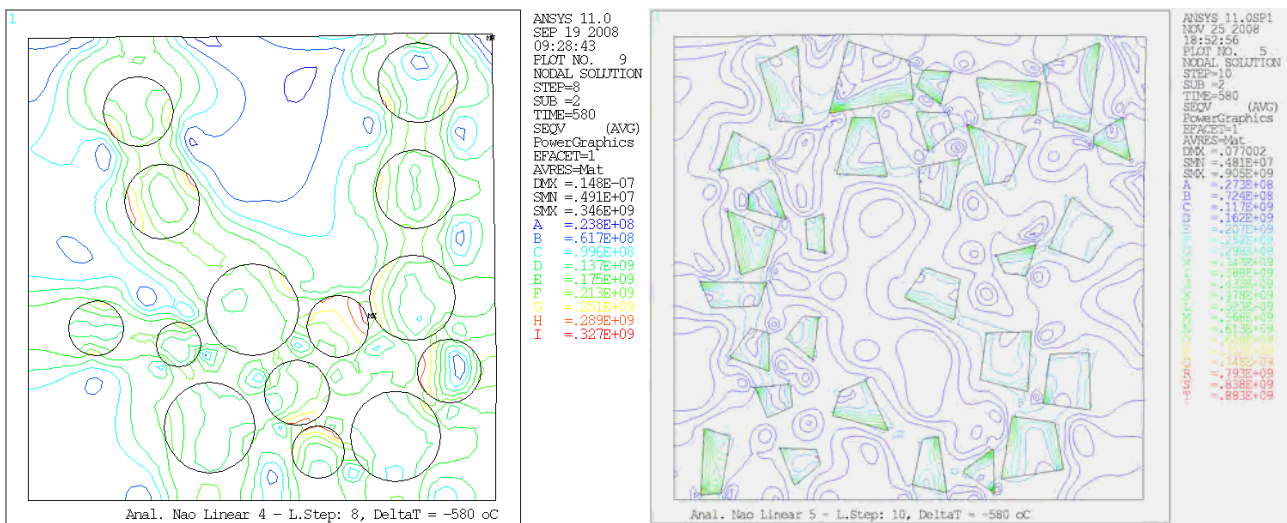 1
ANSYS 11.0
SEP 19 2008
09:28:43
PLOT NO. 9
NODAL SOLUTION
STEP=8
SUB =2
TIME=580
SEQV (AVG)
PowerGraphics
EFACET=1
AVRES=Mat
DMX =.148E-07
SMN =.491E+07
SMX =.346E+09
A =.238E+08
B =.617E+08
C =.996E+08
D =.137E+09
E =.175E+09
F =.213E+09
G =.251E+09
H =.289E+09
I =.327E+09
MX
Anal. Nao Linear 4 - L.Step: 8, DeltaT = -580 oC
1
ANSYS 11.0SP1
NOV 25 2008
18:52:56
PLOT NO. 5
NODAL SOLUTION
STEP=10
SUB =2
TIME=580
SEQV (AVG)
PowerGraphics
EFACET=1
AVRES=Mat
DMX =.077002
SMN =.481E+07
SMX =.905E+09
A =.273E+08
B =.724E+08
C =.117E+09
D =.162E+09
E =.207E+09
R =.793E+09
S =.838E+09
=.883E+09
Anal. Nao Linear 5 - L.Step: 10, DeltaT = -580 oC